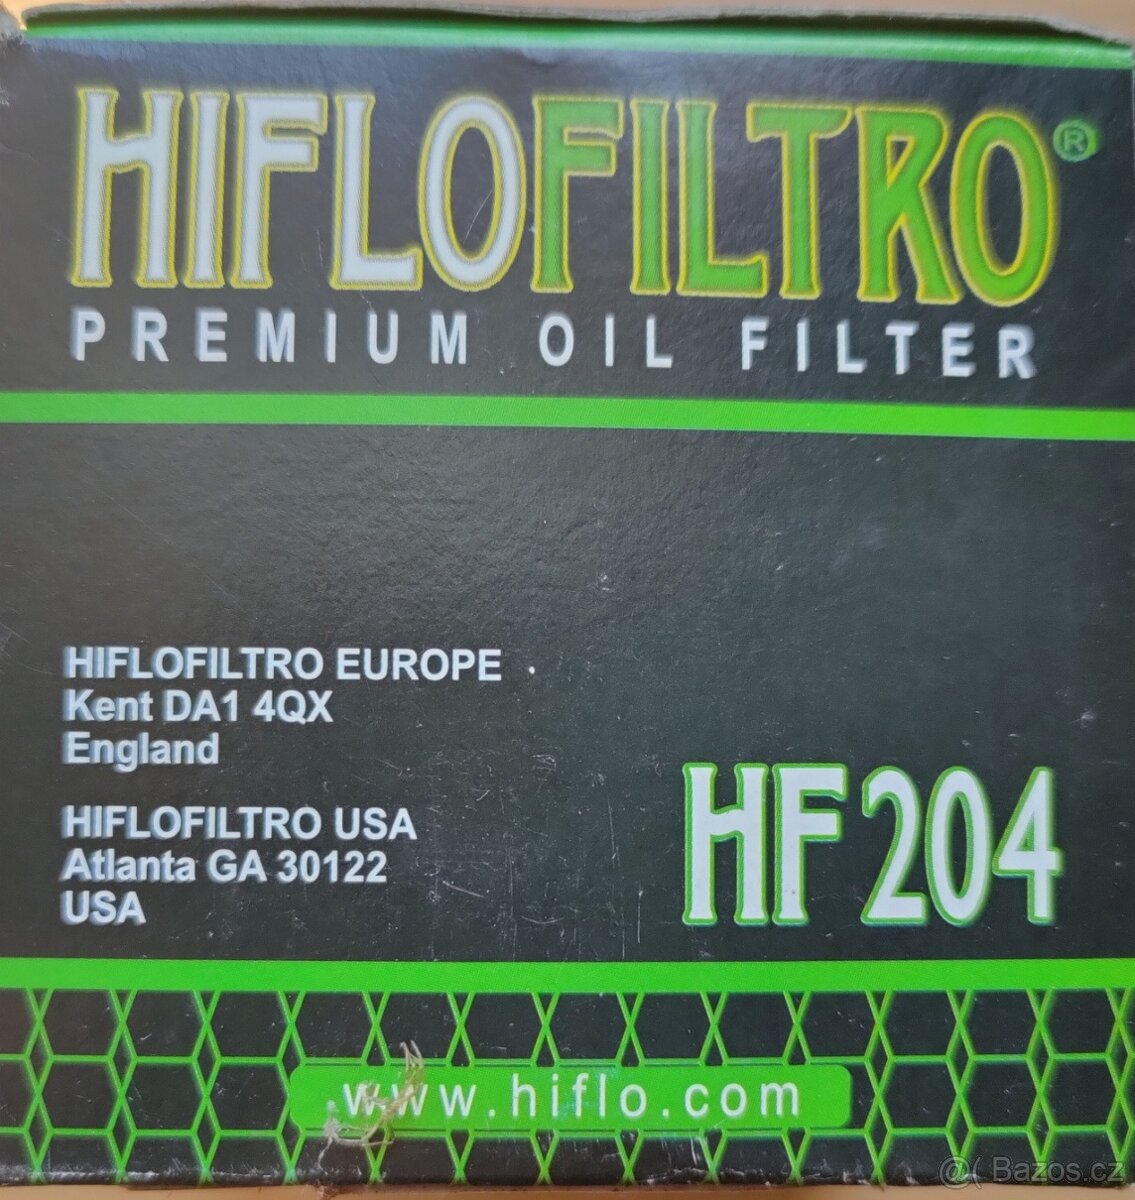 HIFLOFILTRO®
PREMIUM OIL FILTER
HIFLOFILTRO EUROPE
Kent DA1 4QX
England
HIFLOFILTRO USA
Atlanta GA 30122
USA
HF204
www.hiflo.com
@( Bazos.cz